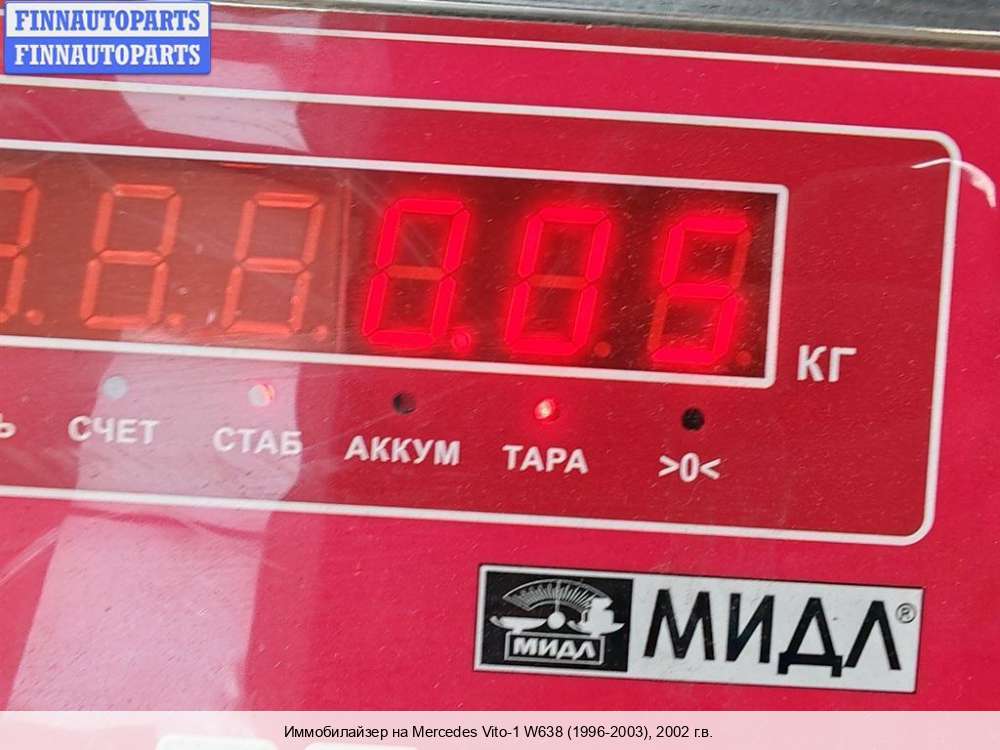 FINNAUTOPARTS
FINNAUTOPARTS
0.05
КГ
СЧЕТ СТАБ АККУМ ТАРА >0<
МИДЛ МИДЛ®
Иммобилайзер на Mercedes Vito-1 W638 (1996-2003), 2002 г.в.